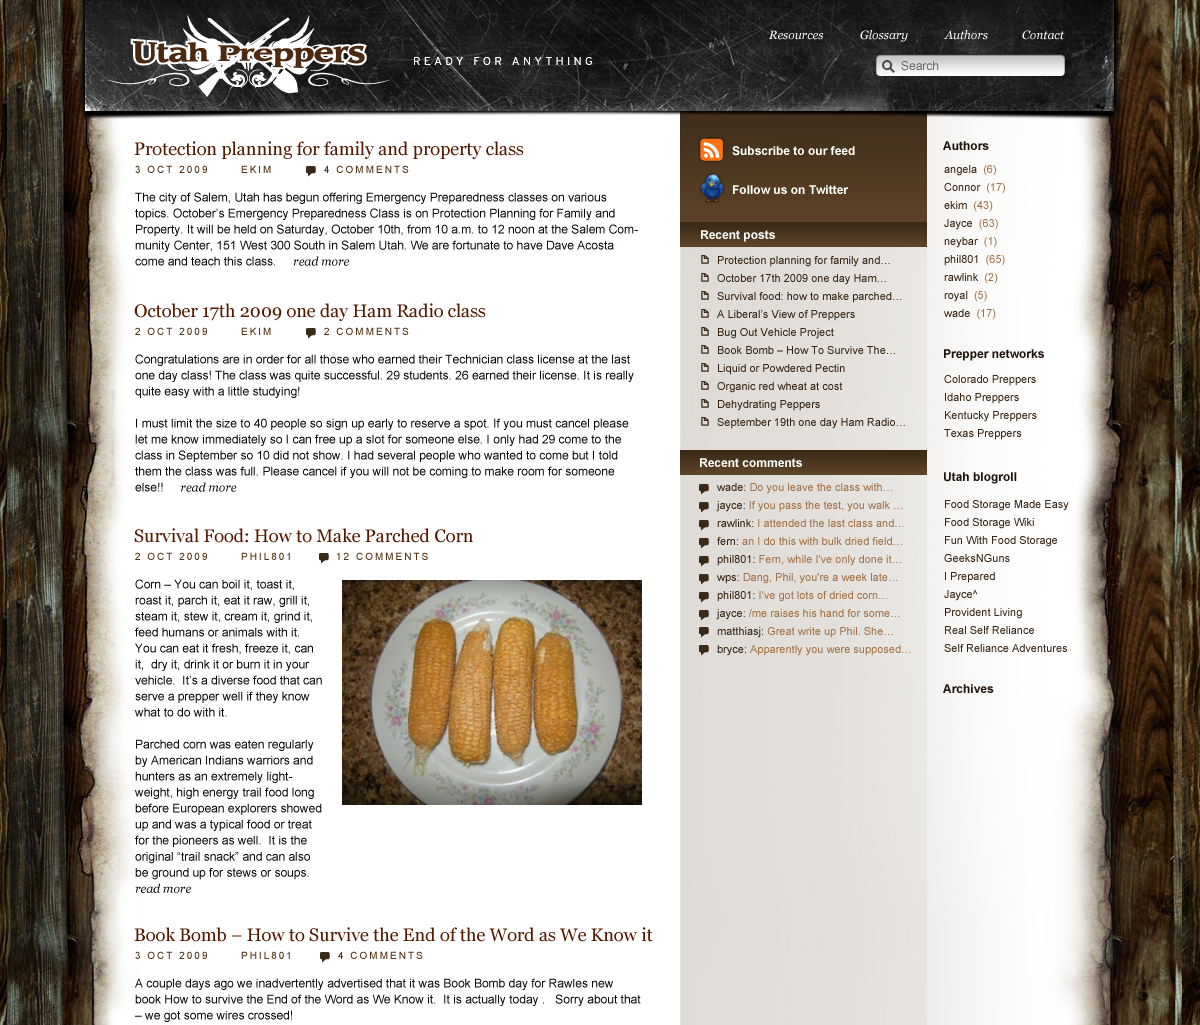 Utah Preppers
READY FOR ANYTHING
Resources Glossary Authors Contact
Search
Protection planning for family and property class
3 OCT 2009 EKIM 4 COMMENTS
The city of Salem, Utah has begun offering Emergency Preparedness classes on various
topics. October's Emergency Preparedness Class is on Protection Planning for Family and
Property. It will be held on Saturday, October 10th, from 10 a.m. to 12 noon at the Salem Com-
munity Center, 151 West 300 South in Salem Utah. We are fortunate to have Dave Acosta
come and teach this class. read more
October 17th 2009 one day Ham Radio class
2 OCT 2009 EKIM 2 COMMENTS
Congratulations are in order for all those who earned their Technician class license at the last
one day class! The class was quite successful. 29 students. 26 earned their license. It is really
quite easy with a little studying!
I must limit the size to 40 people so sign up early to reserve a spot. If you must cancel please
let me know immediately so I can free up a slot for someone else. I only had 29 come to the
class in September so 10 did not show. I had several people who wanted to come but I told
them the class was full. Please cancel if you will not be coming to make room for someone
else!! read more
Survival Food: How to Make Parched Corn
2 OCT 2009 PHIL801 12 COMMENTS
Corn – You can boil it, toast it,
roast it, parch it, eat it raw, grill it,
steam it, stew it, cream it, grind it,
feed humans or animals with it.
You can eat it fresh, freeze it, can
it, dry it, drink it or burn it in your
vehicle. It's a diverse food that can
serve a prepper well if they know
what to do with it.
Parched corn was eaten regularly
by American Indians warriors and
hunters as an extremely light-
weight, high energy trail food long
before European explorers showed
up and was a typical food or treat
for the pioneers as well. It is the
original “trail snack” and can also
be ground up for stews or soups.
read more
Book Bomb – How to Survive the End of the Word as We Know it
3 OCT 2009 PHIL801 4 COMMENTS
A couple days ago we inadvertently advertised that it was Book Bomb day for Rawles new
book How to survive the End of the Word as We Know it. It is actually today . Sorry about that
– we got some wires crossed!
Subscribe to our feed
Follow us on Twitter
Recent posts
Protection planning for family and...
October 17th 2009 one day Ham...
Survival food: how to make parched...
A Liberal's View of Preppers
Bug Out Vehicle Project
Book Bomb – How To Survive The...
Liquid or Powdered Pectin
Organic red wheat at cost
Dehydrating Peppers
September 19th one day Ham Radio...
Recent comments
wade: Do you leave the class with...
jayce: If you pass the test, you walk ...
rawlink: I attended the last class and...
fern: an I do this with bulk dried field...
phil801: Fern, while I've only done it...
wps: Dang, Phil, you're a week late...
phil801: I've got lots of dried corn...
jayce: /me raises his hand for some...
matthiasj: Great write up Phil. She...
bryce: Apparently you were supposed...
Authors
angela (6)
Connor (17)
ekim (43)
Jayce (63)
neybar (1)
phil801 (65)
rawlink (2)
royal (5)
wade (17)
Prepper networks
Colorado Preppers
Idaho Preppers
Kentucky Preppers
Texas Preppers
Utah blogroll
Food Storage Made Easy
Food Storage Wiki
Fun With Food Storage
GeeksNGuns
I Prepared
Jayce^
Provident Living
Real Self Reliance
Self Reliance Adventures
Archives